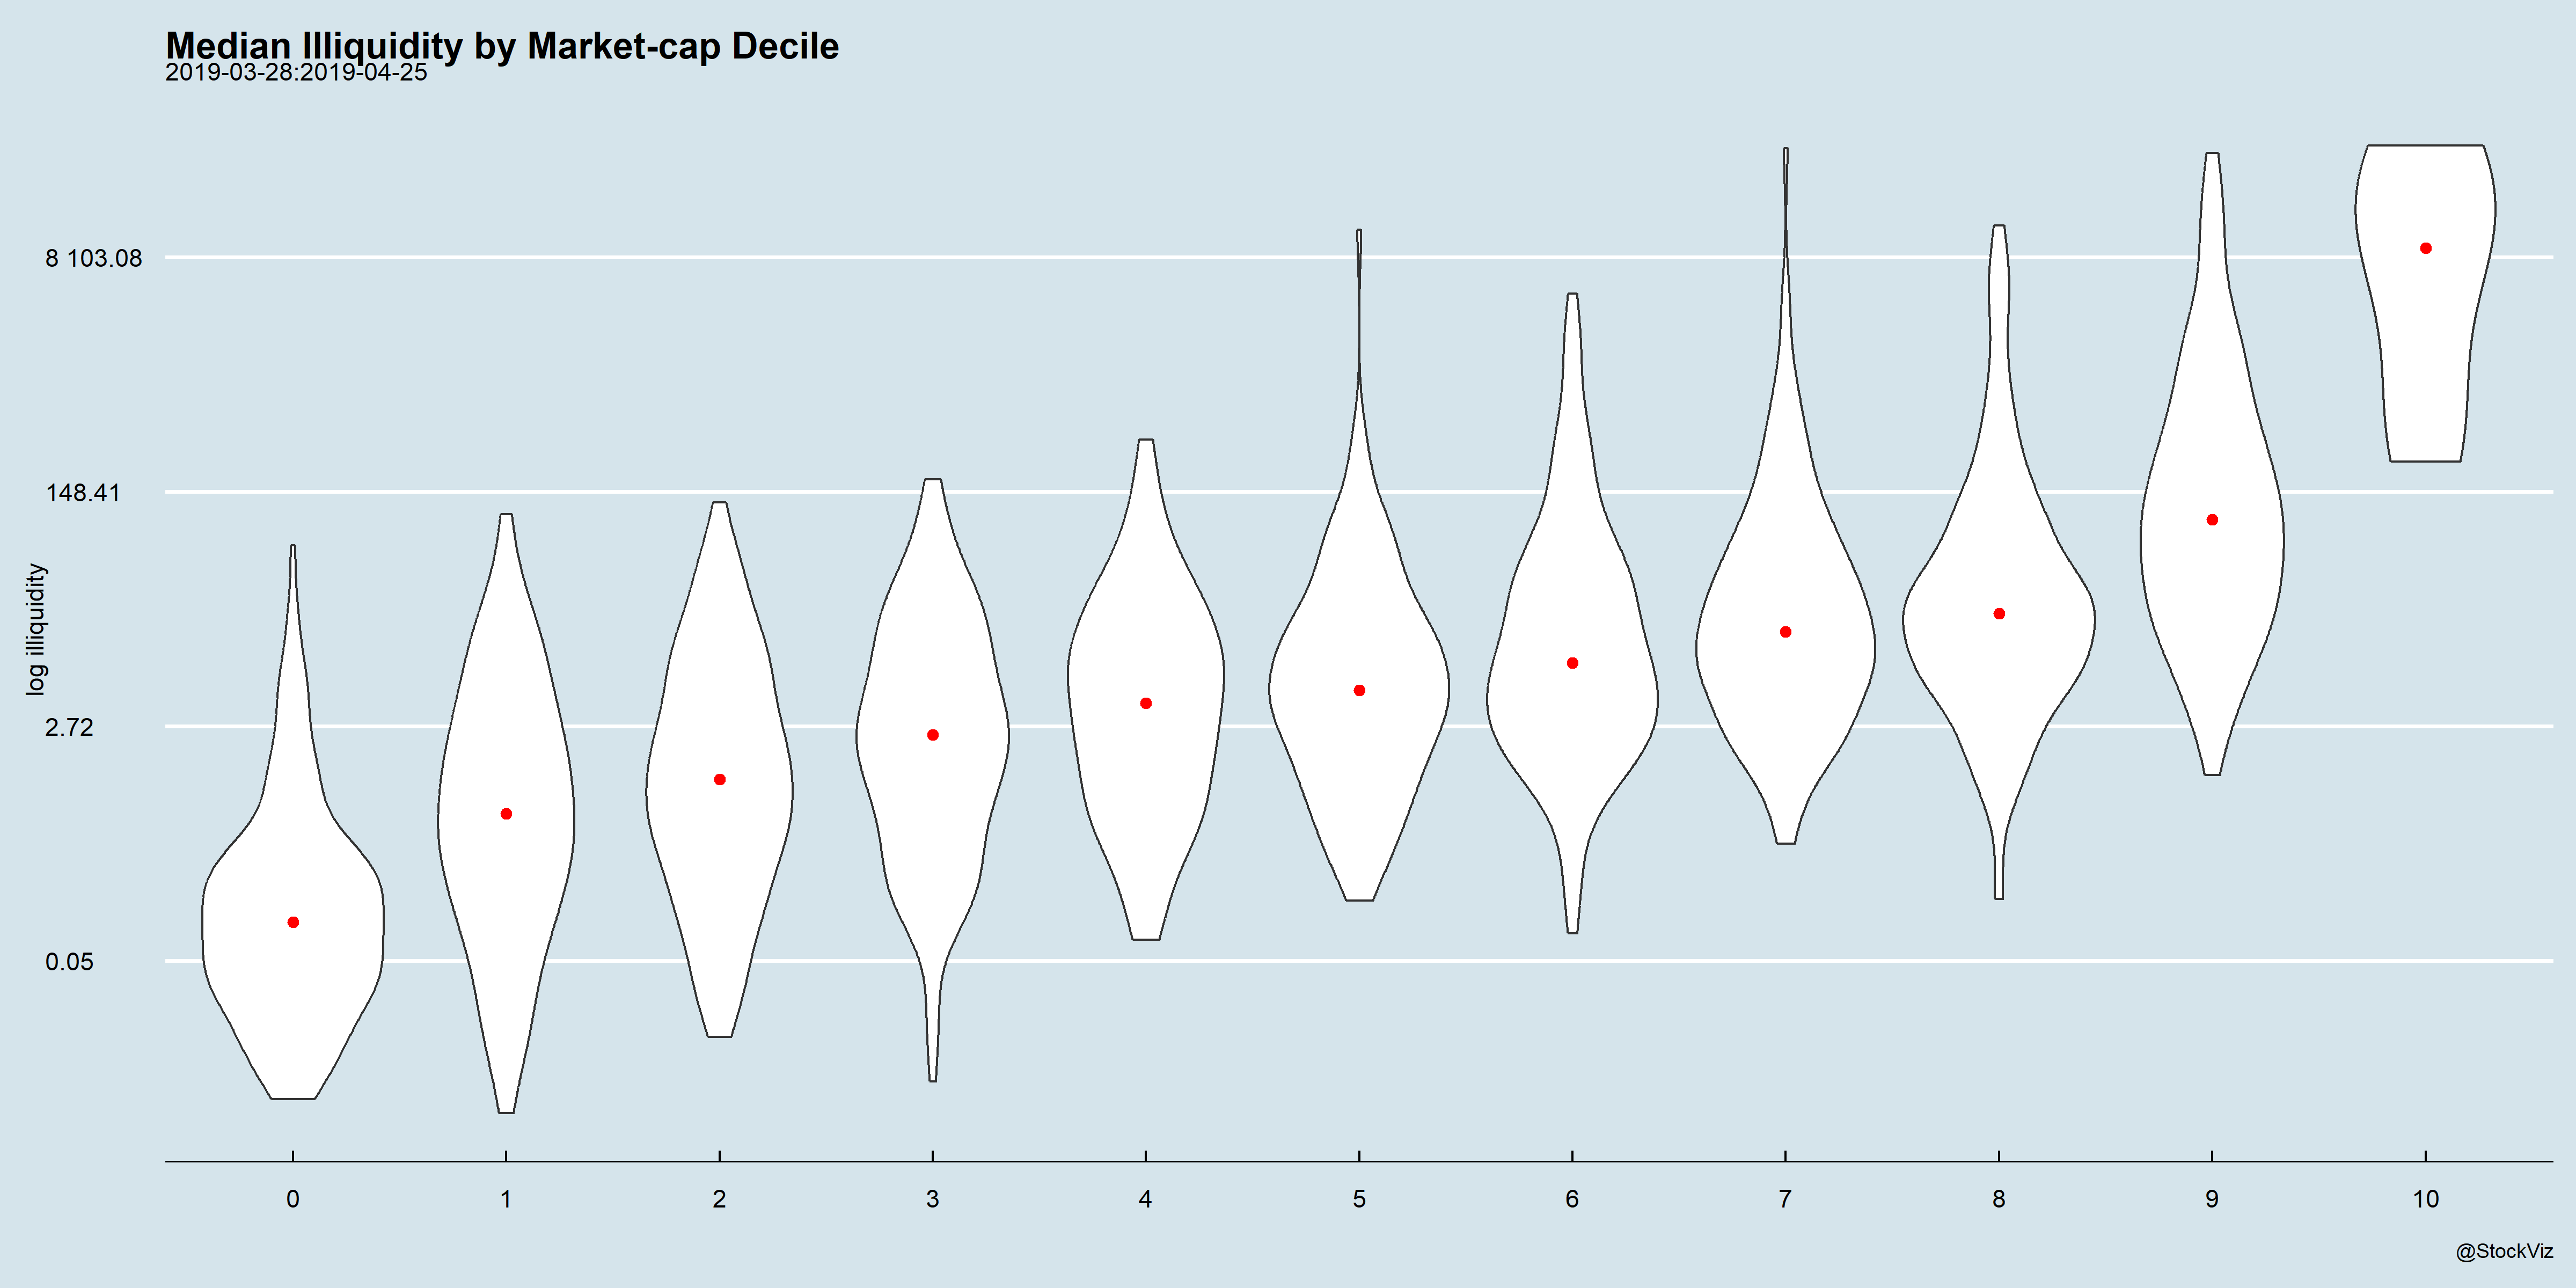 Median Illiquidity by Market-cap Decile
2019-03-28:2019-04-25
8 103.08
148.41
2.72
0.05
log illiquidity
0 1 2 3 4 5 6 7 8 9 10
@StockViz